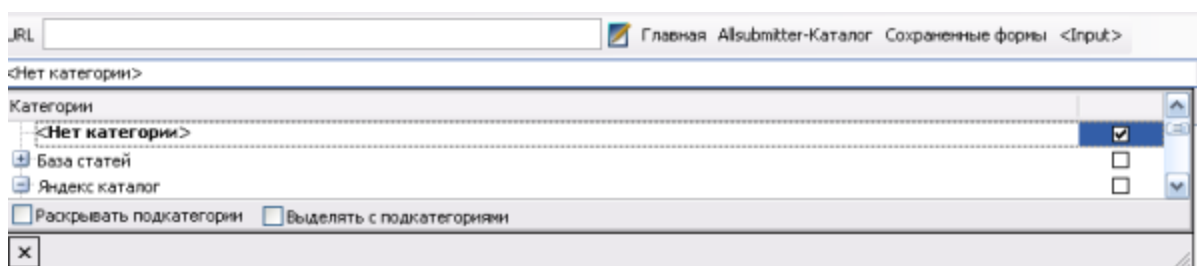 URL Главная Allsubmitter-Каталог Сохраненные формы <Input>
<Нет категории>
Категории
<Нет категории>
База статей
Яндекс каталог
Раскрывать подкатегории Выделять с подкатегориями